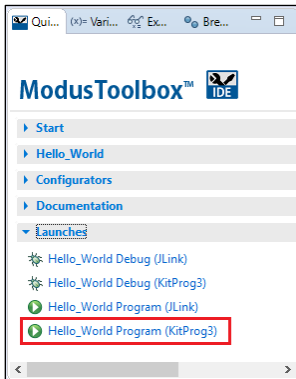 Qui... (x)= Vari... Ex... Bre...
ModusToolbox™ IDE
Start
Hello_World
Configurators
Documentation
Launches
Hello_World Debug (JLink)
Hello_World Debug (KitProg3)
Hello_World Program (JLink)
Hello_World Program (KitProg3)